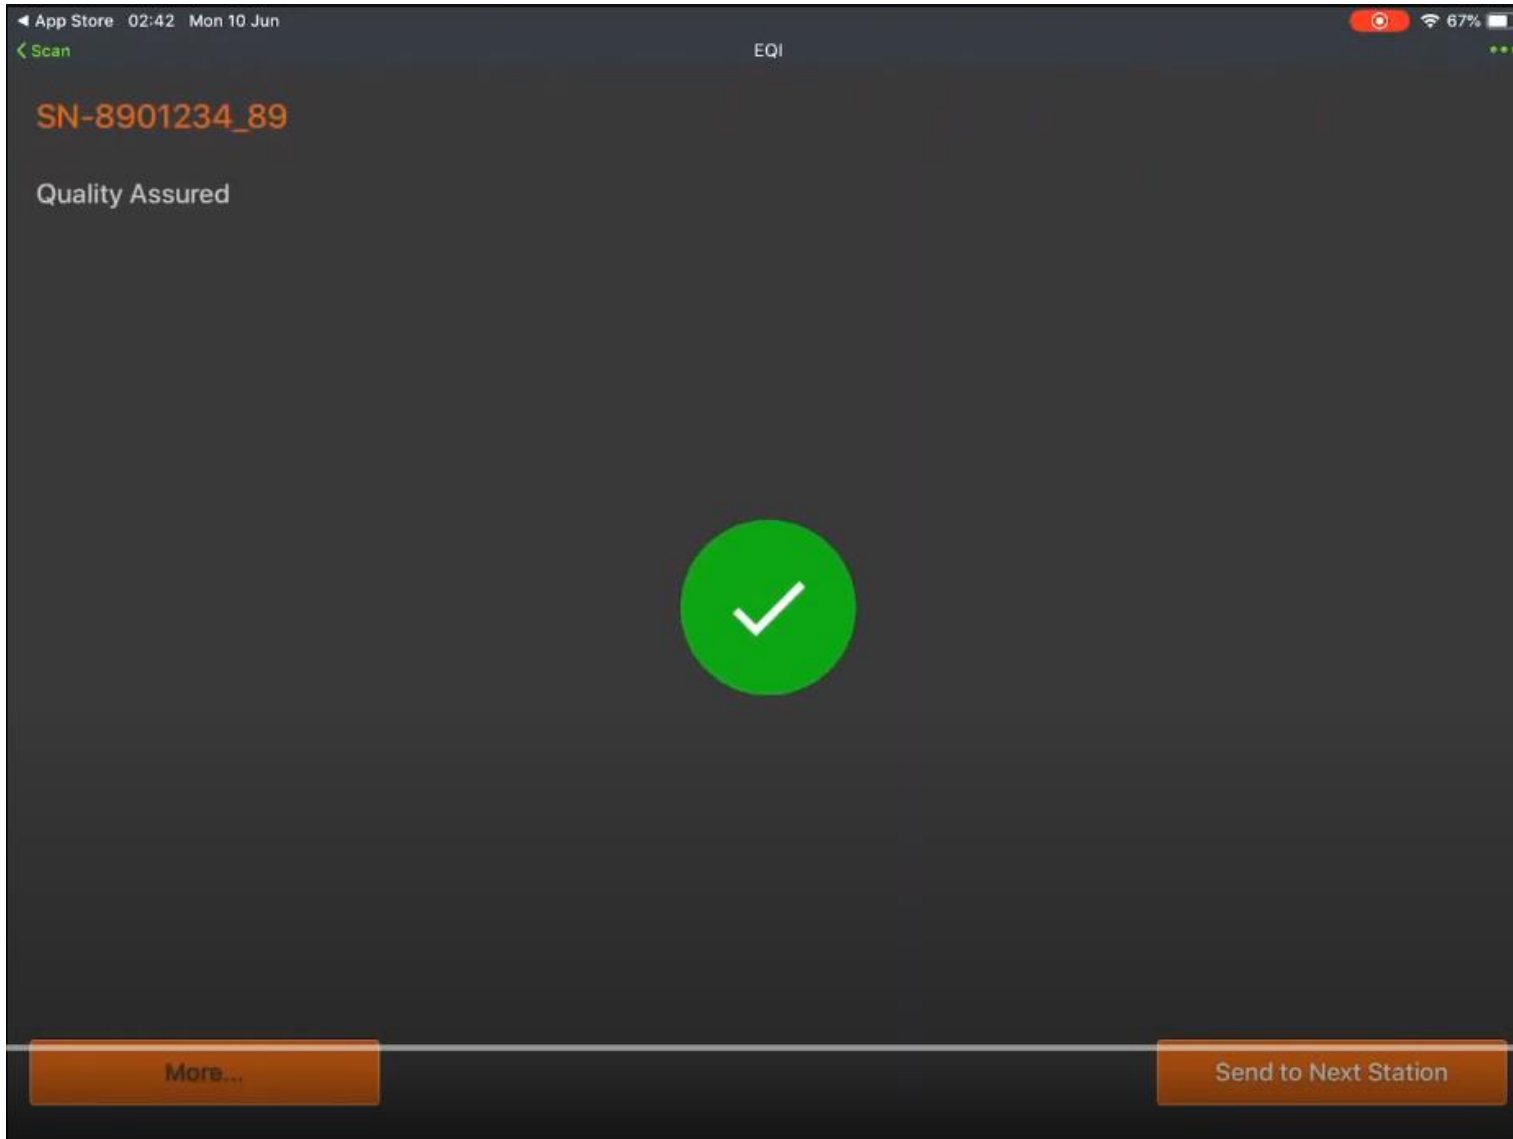 App Store 02:42 Mon 10 Jun 67%
Scan EQI
SN-8901234_89
Quality Assured
More... Send to Next Station